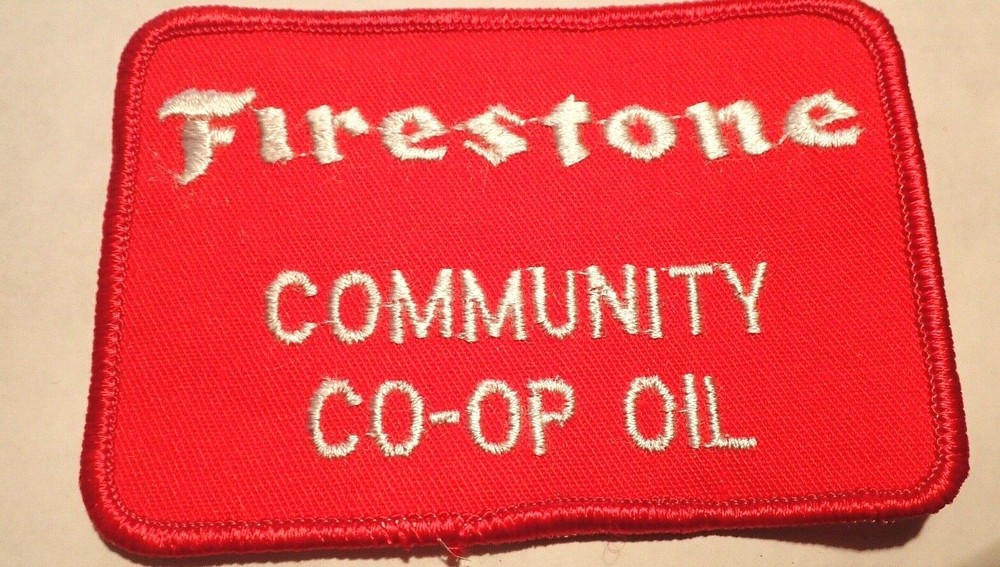 Firestone
COMMUNITY
CO-OP OIL